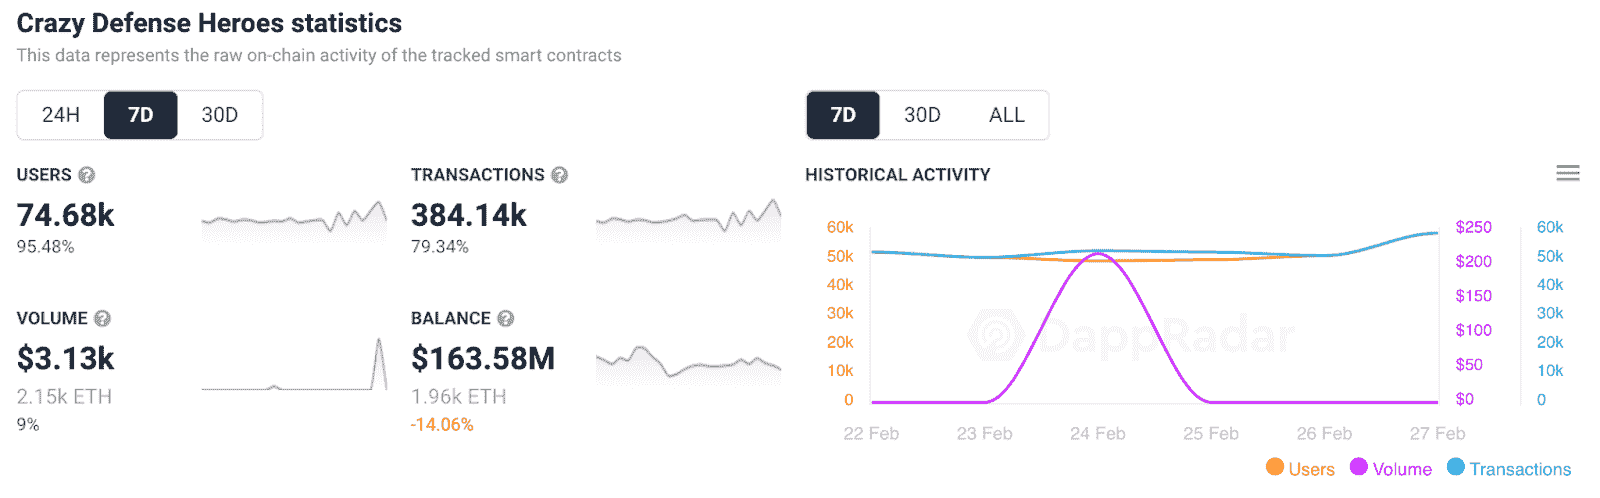 Crazy Defense Heroes statistics
This data represents the raw on-chain activity of the tracked smart contracts
24H 7D 30D
USERS ?
74.68k
95.48%
TRANSACTIONS ?
384.14k
79.34%
VOLUME ?
$3.13k
2.15k ETH
9%
BALANCE ?
$163.58M
1.96k ETH
-14.06%
7D 30D ALL
HISTORICAL ACTIVITY
60k $250 60k
50k $200 50k
40k $150 40k
30k $100 30k
20k $50 20k
10k $0 10k
0 0
DappRadar
22 Feb 23 Feb 24 Feb 25 Feb 26 Feb 27 Feb
Users Volume Transactions